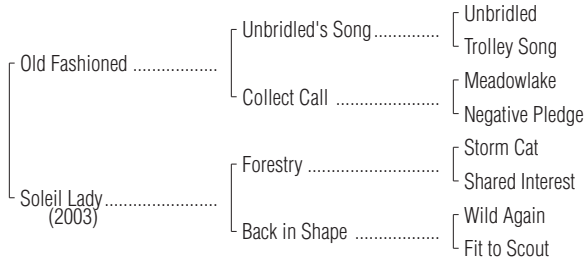 Unbridled
Unbridled's Song
Trolley Song
Old Fashioned
Meadowlake
Collect Call
Negative Pledge
Storm Cat
Forestry
Shared Interest
Soleil Lady
(2003)
Wild Again
Back in Shape
Fit to Scout